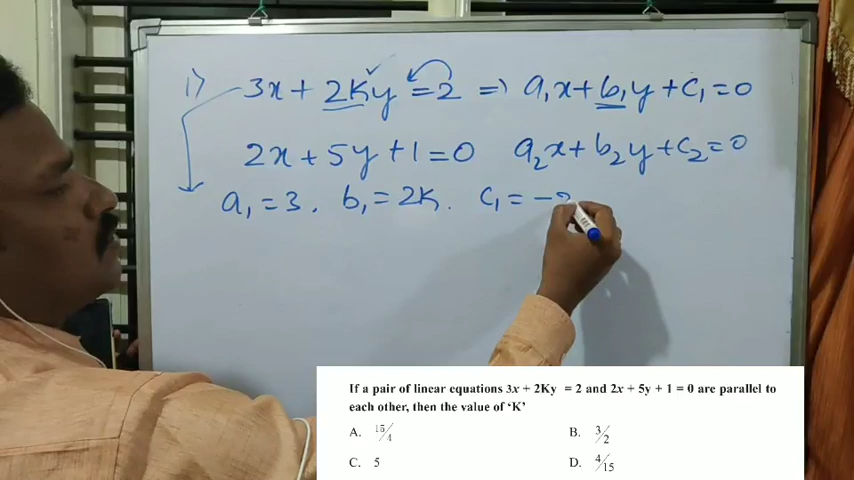 1) 3x + 2Ky = 2 ⇒ a₁x + b₁y + c₁ = 0
2x + 5y + 1 = 0 a₂x + b₂y + c₂ = 0
a₁ = 3. b₁ = 2K. c₁ = −2
If a pair of linear equations 3x + 2Ky = 2 and 2x + 5y + 1 = 0 are parallel to
each other, then the value of ‘K’
A. 15/4 B. 3/2
C. 5 D. 4/15